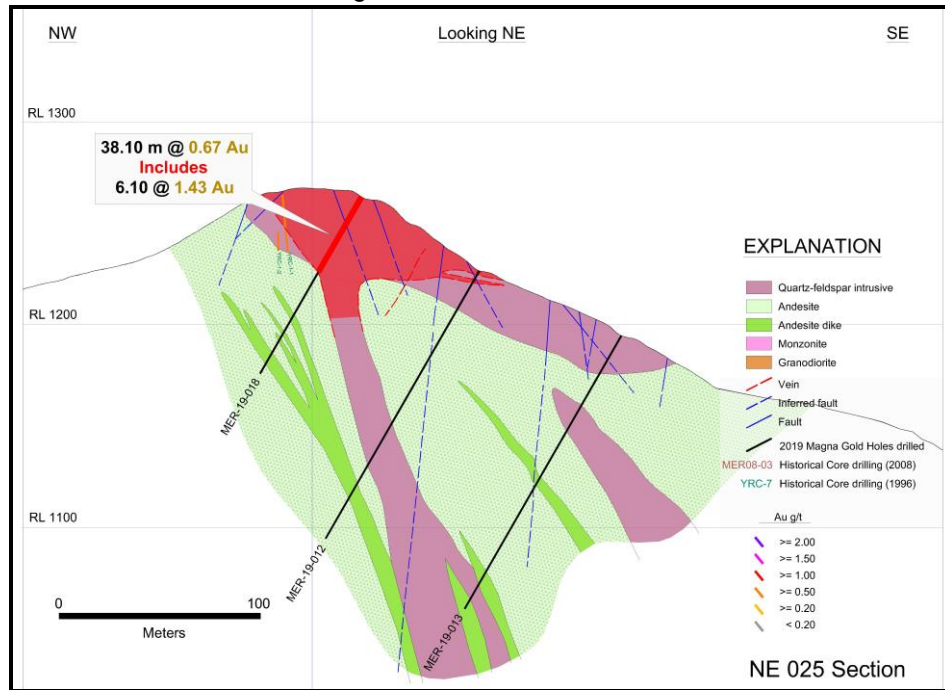 NW
Looking NE
SE
RL 1300
38.10 m @ 0.67 Au
Includes
6.10 @ 1.43 Au
EXPLANATION
Quartz-feldspar intrusive
Andesite
Andesite dike
Monzonite
Granodiorite
Vein
Inferred fault
Fault
2019 Magna Gold Holes drilled
MER08-03 Historical Core drilling (2008)
YRC-7 Historical Core drilling (1996)
Au g/t
>= 2.00
>= 1.50
>= 1.00
>= 0.50
>= 0.20
< 0.20
RL 1200
MER-19-018
RL 1100
MER-19-012
MER-19-013
0 100
Meters
NE 025 Section